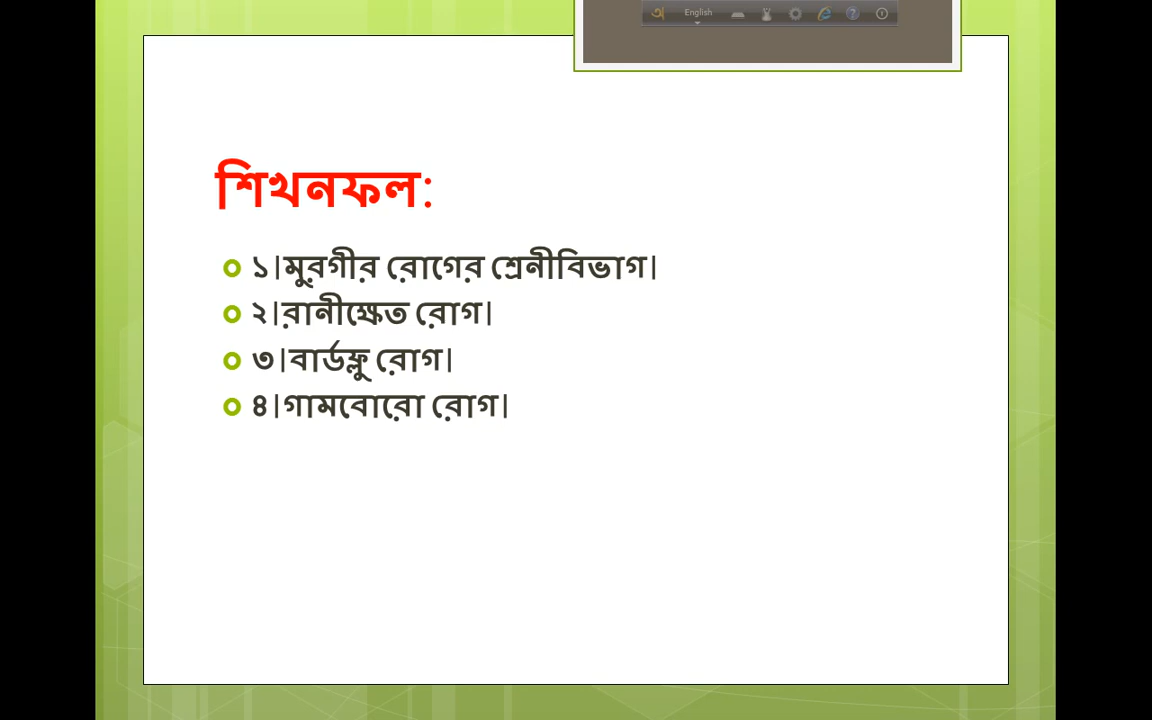 অ English
শিখনফল:
১|মুরগীর রোগের শ্রেনীবিভাগ|
২|রানীক্ষেত রোগ|
৩|বার্ডফ্লু রোগ|
৪|গামবোরো রোগ|